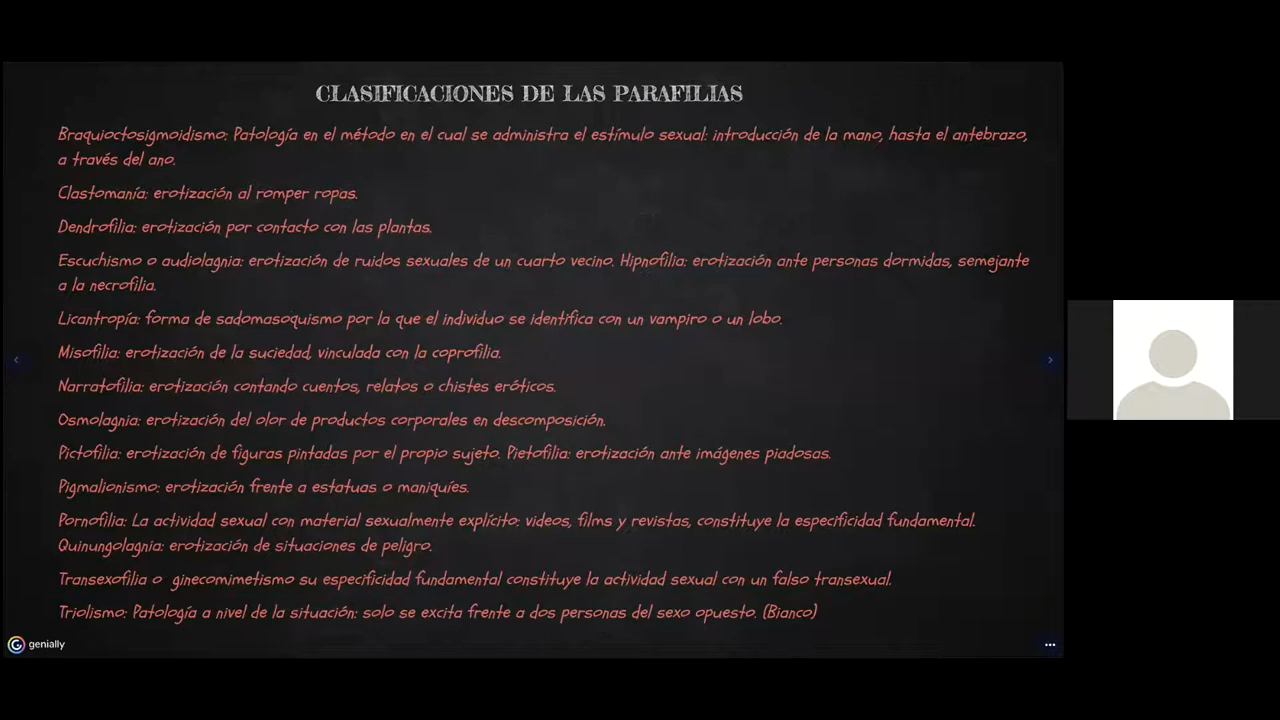 CLASIFICACIONES DE LAS PARAFILIAS
Braquioctosigmoidismo: Patología en el método en el cual se administra el estímulo sexual: introducción de la mano, hasta el antebrazo,
a través del ano.
Clastomanía: erotización al romper ropas.
Dendrofilia: erotización por contacto con las plantas.
Escuchismo o audiolagnia: erotización de ruidos sexuales de un cuarto vecino. Hipnofilia: erotización ante personas dormidas, semejante
a la necrofilia.
Licantropía: forma de sadomasoquismo por la que el individuo se identifica con un vampiro o un lobo.
Misofilia: erotización de la suciedad, vinculada con la coprofilia.
Narratofilia: erotización contando cuentos, relatos o chistes eróticos.
Osmolagnia: erotización del olor de productos corporales en descomposición.
Pictofilia: erotización de figuras pintadas por el propio sujeto. Pietofilia: erotización ante imágenes piadosas.
Pigmalionismo: erotización frente a estatuas o maniquíes.
Pornofilia: La actividad sexual con material sexualmente explícito: videos, films y revistas, constituye la especificidad fundamental.
Quinungolagnia: erotización de situaciones de peligro.
Transexofilia o ginecomimetismo su especificidad fundamental constituye la actividad sexual con un falso transexual.
Triolismo: Patología a nivel de la situación: solo se excita frente a dos personas del sexo opuesto. (Bianco)
genially